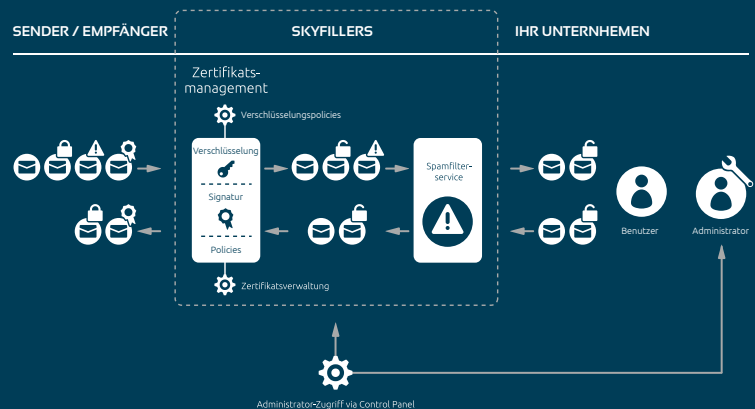 SENDER / EMPFÄNGER
SKYFILLERS
IHR UNTERNHEMEN
Zertifikats-
management
Verschlüsselungspolicies
Verschlüsselung
Signatur
Policies
Zertifikatsverwaltung
Spamfilter-
service
Benutzer
Administrator
Administrator-Zugriff via Control Panel